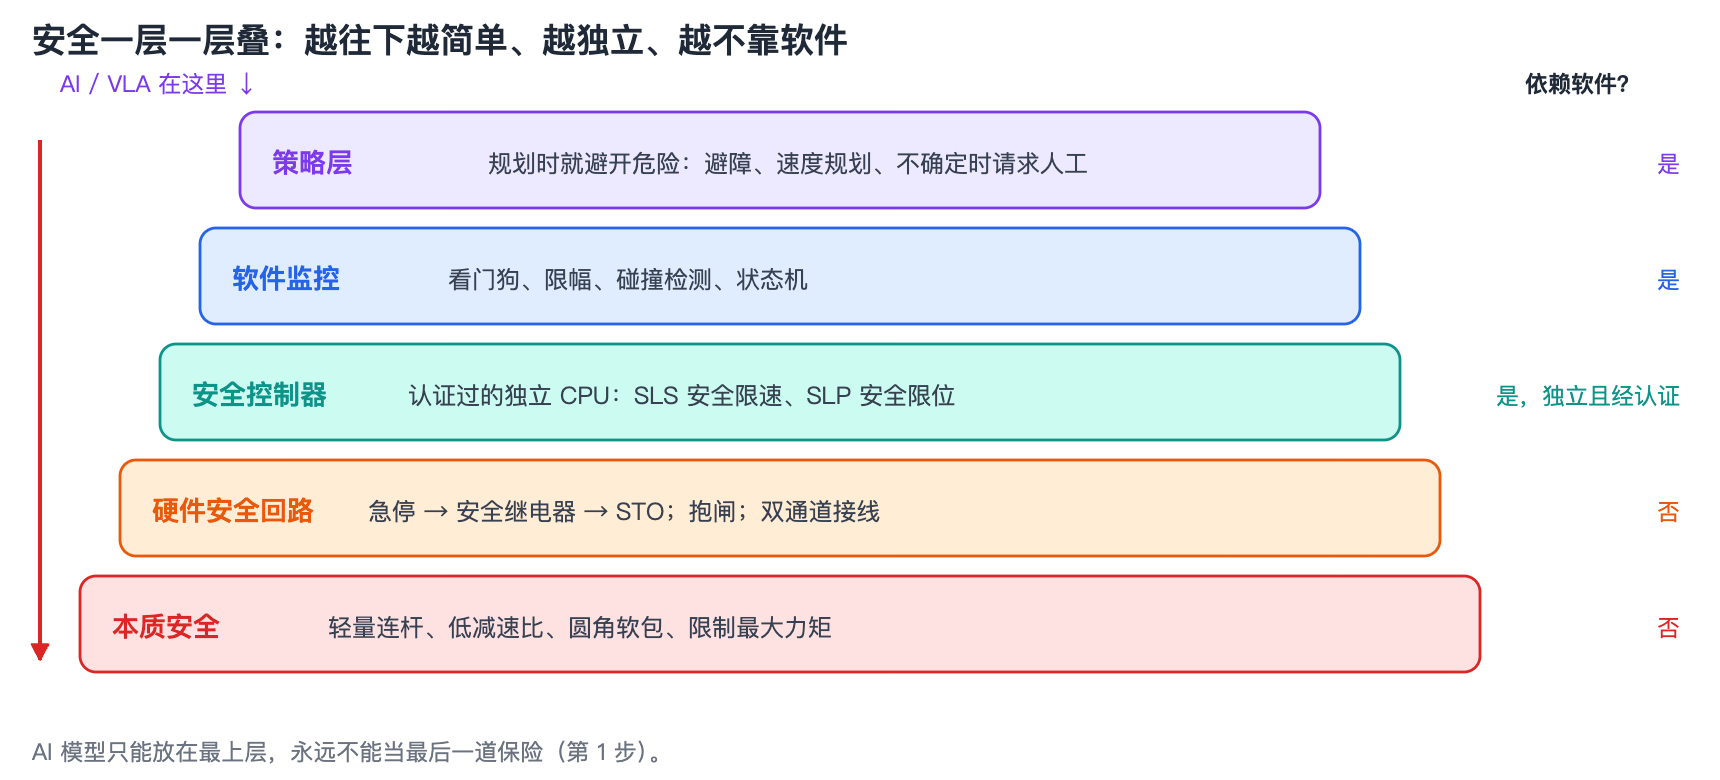 安全一层一层叠：越往下越简单、越独立、越不靠软件
AI / VLA 在这里 ↓
依赖软件?
策略层
规划时就避开危险：避障、速度规划、不确定时请求人工
是
软件监控
看门狗、限幅、碰撞检测、状态机
是
安全控制器
认证过的独立 CPU：SLS 安全限速、SLP 安全限位
是，独立且经认证
硬件安全回路
急停 → 安全继电器 → STO；抱闸；双通道接线
否
本质安全
轻量连杆、低减速比、圆角软包、限制最大力矩
否
AI 模型只能放在最上层，永远不能当最后一道保险（第 1 步）。